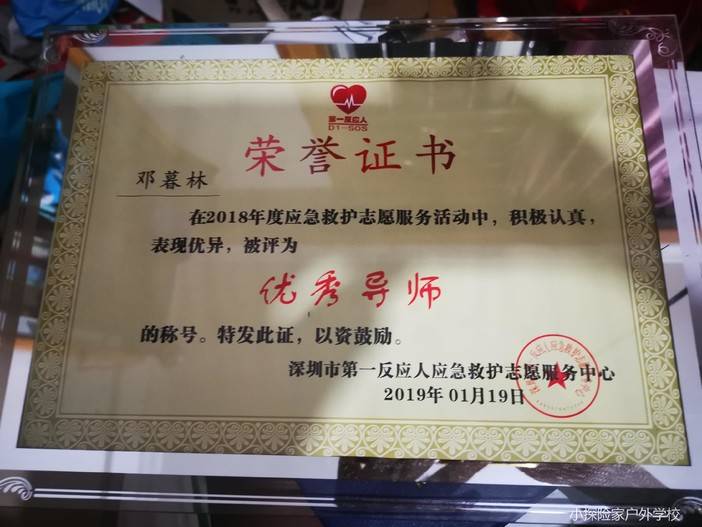 第一反应人
D1-SOS
荣誉证书
邓暮林
在2018年度应急救护志愿服务活动中，积极认真，
表现优异，被评为
优秀导师
的称号。特发此证，以资鼓励。
深圳市第一反应人应急救护志愿服务中心
2019年01月19日
小探险家户外学校